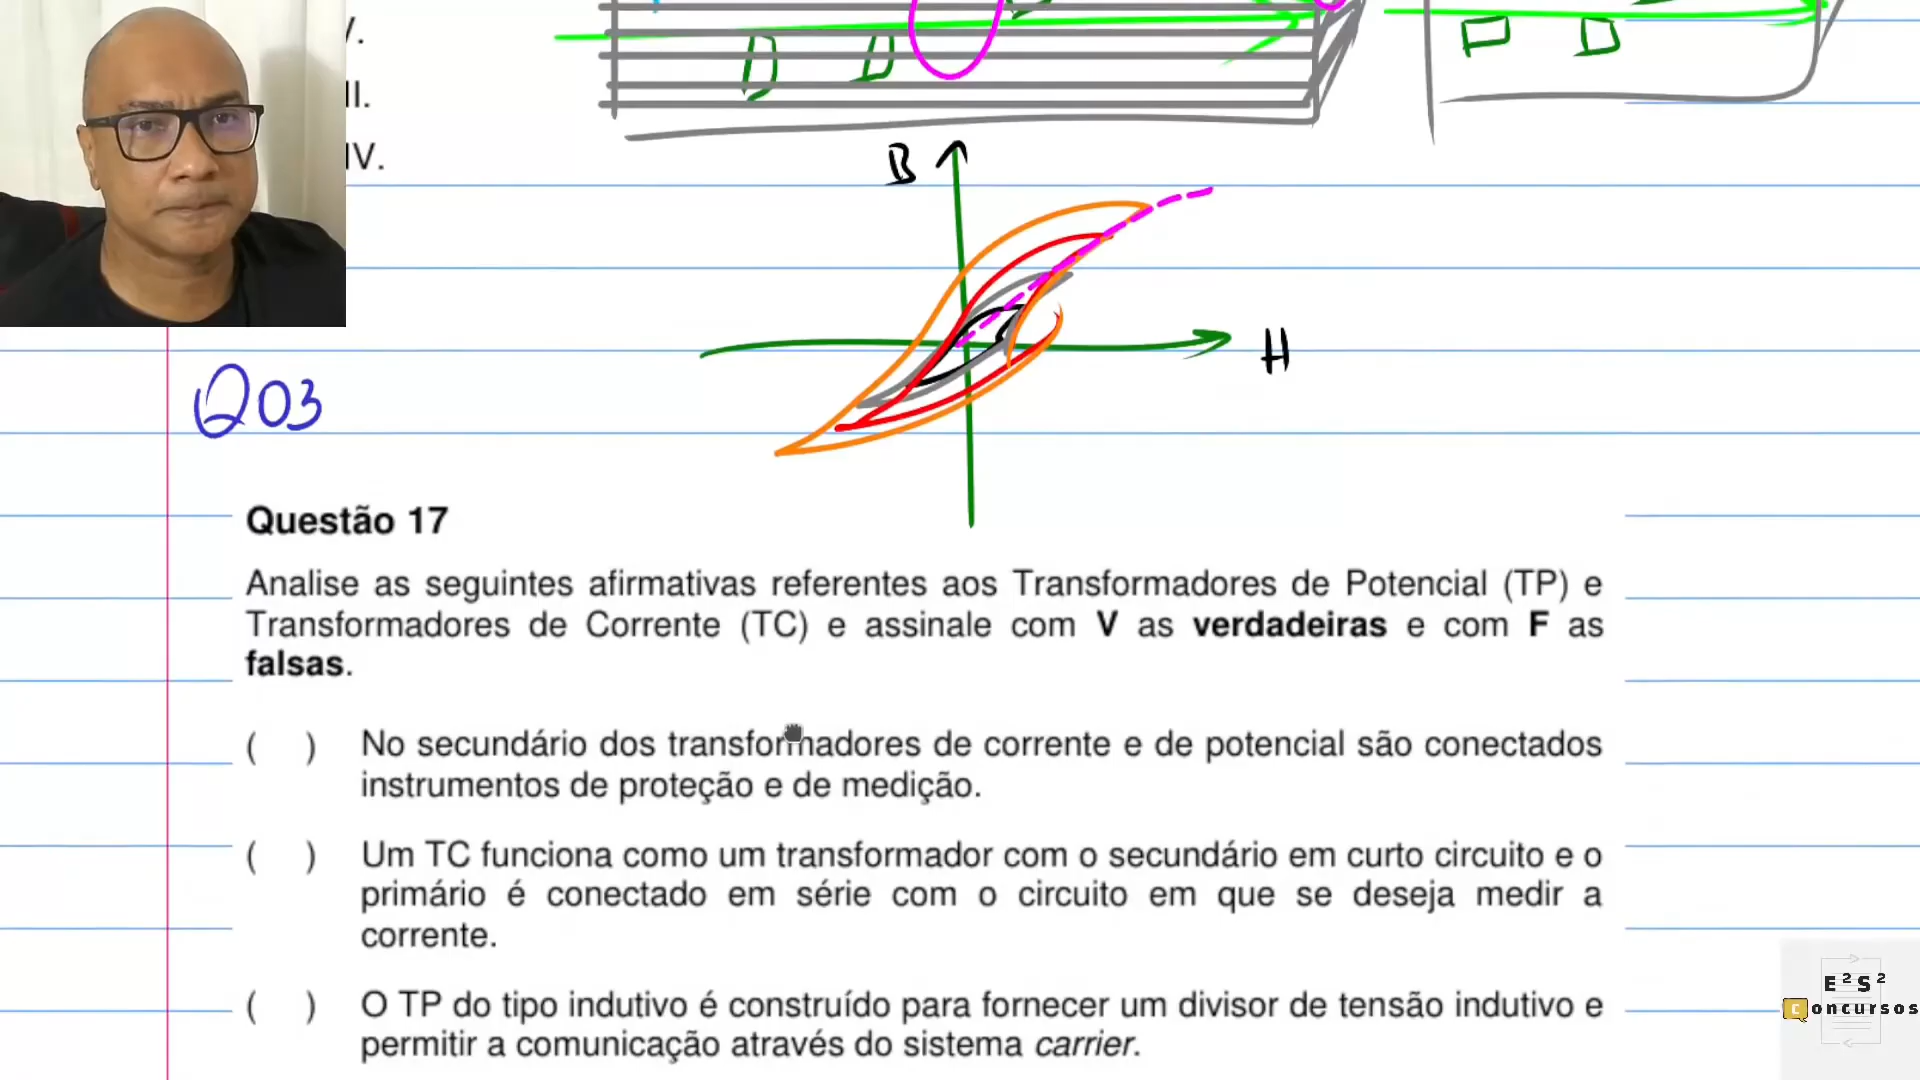 V.
II.
IV.
B
H
Q03
Questão 17
Analise as seguintes afirmativas referentes aos Transformadores de Potencial (TP) e
Transformadores de Corrente (TC) e assinale com V as verdadeiras e com F as
falsas.
( ) No secundário dos transformadores de corrente e de potencial são conectados
instrumentos de proteção e de medição.
( ) Um TC funciona como um transformador com o secundário em curto circuito e o
primário é conectado em série com o circuito em que se deseja medir a
corrente.
( ) O TP do tipo indutivo é construído para fornecer um divisor de tensão indutivo e
permitir a comunicação através do sistema carrier.
E²S²
Concursos